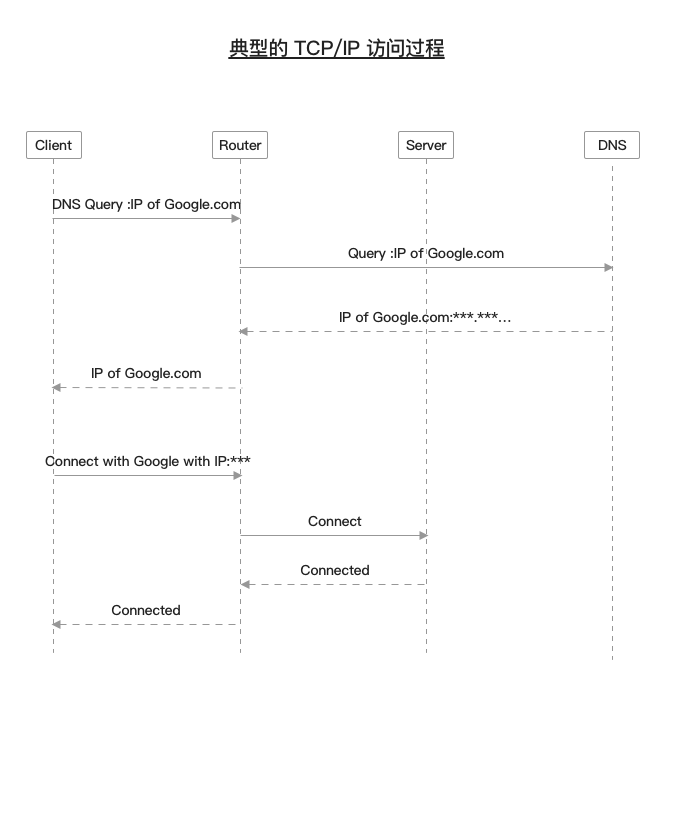 典型的 TCP/IP 访问过程
Client
Router
Server
DNS
DNS Query :IP of Google.com
Query :IP of Google.com
IP of Google.com:***.***...
IP of Google.com
Connect with Google with IP:***
Connect
Connected
Connected